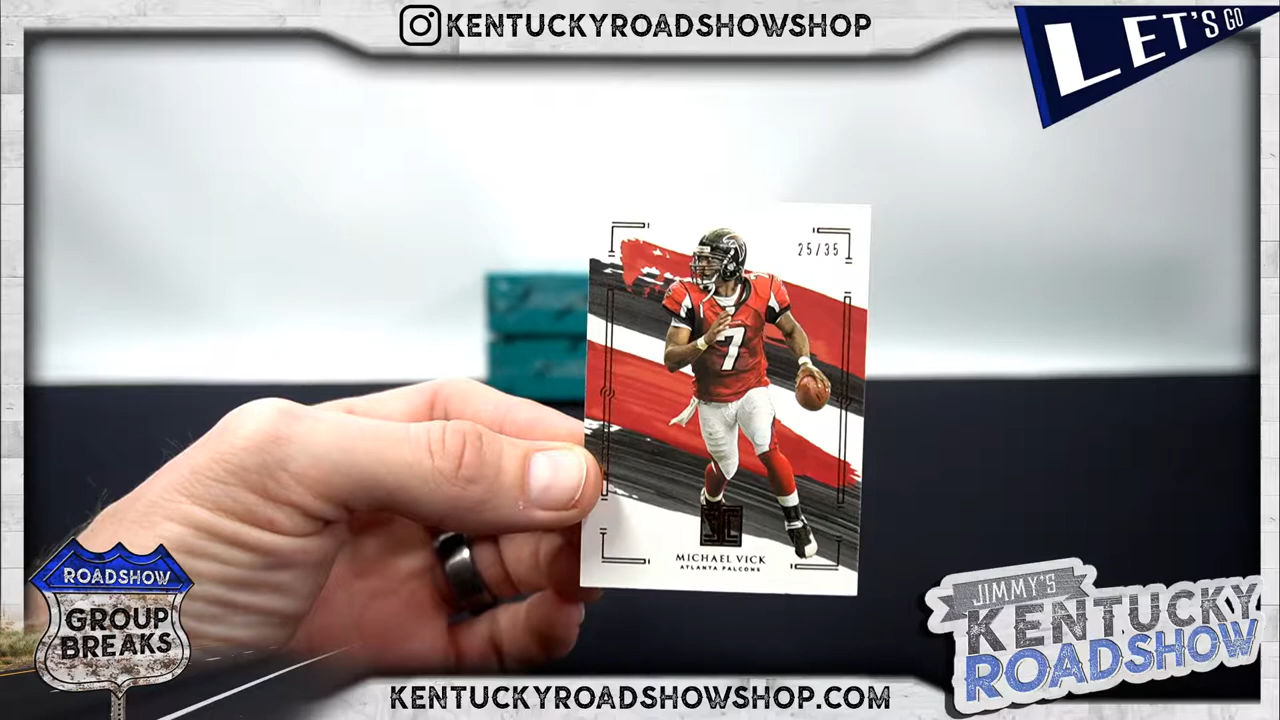 KENTUCKYROADSHOWSHOP
LET'S GO
25/35
7
MICHAEL VICK
ATLANTA FALCONS
ROADSHOW
GROUP
BREAKS
JIMMY'S
KENTUCKY
ROADSHOW
KENTUCKYROADSHOWSHOP.COM